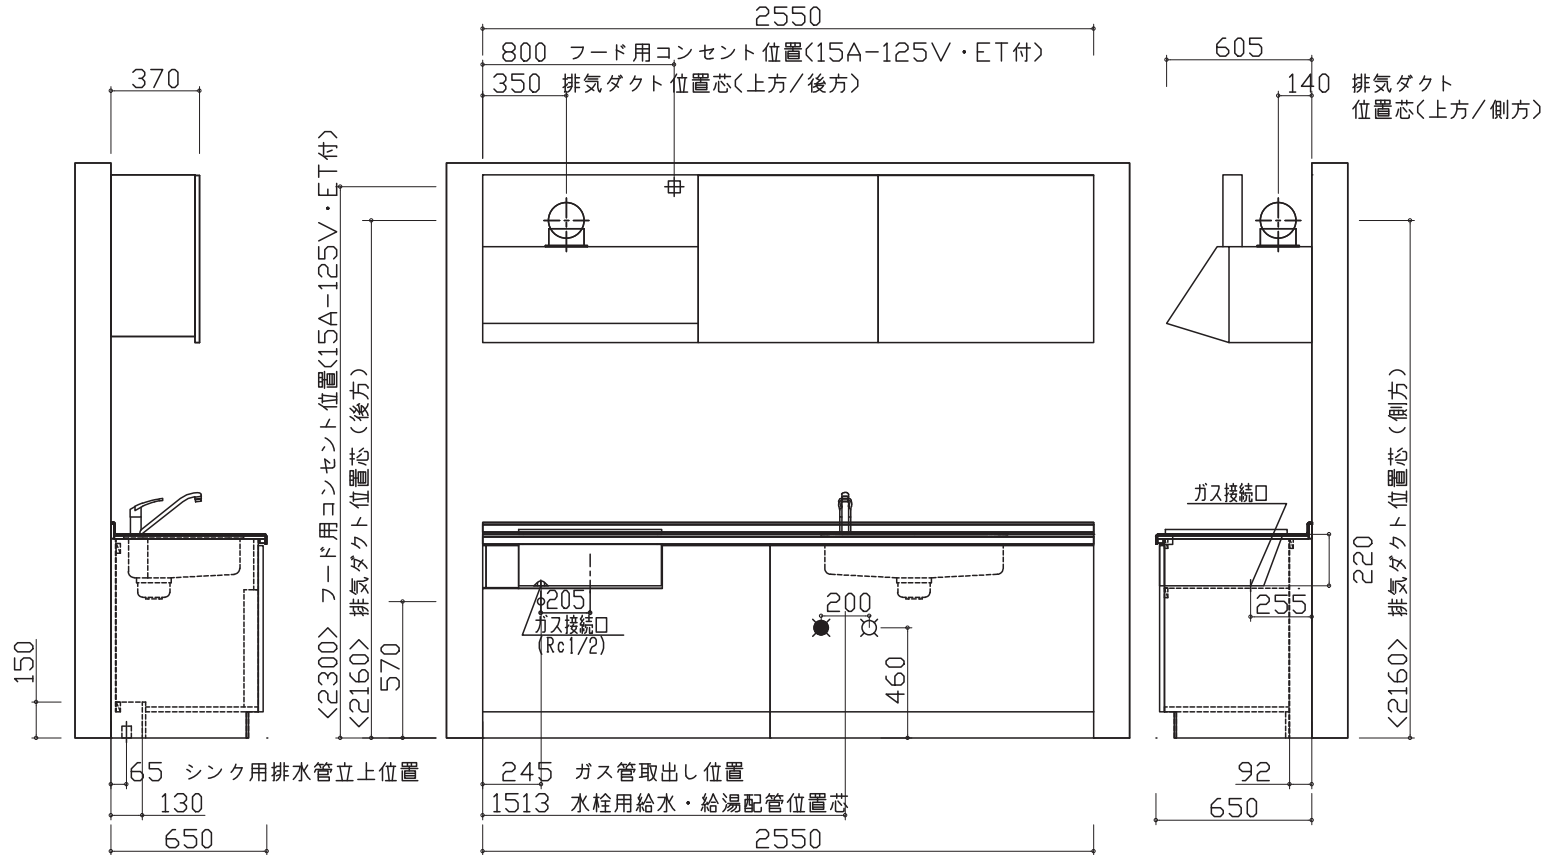 2550
800 フード用コンセント位置(15A-125V・ET付)
350 排気ダクト位置芯(上方/後方)
605
140 排気ダクト
位置芯(上方/側方)
370
<2300> フード用コンセント位置(15A-125V・ET付)
<2160> 排気ダクト位置芯(後方)
570
150
205
ガス接続口
(Rc1/2)
200
460
ガス接続口
220
255
<2160> 排気ダクト位置芯(側方)
65 シンク用排水管立上位置
130
650
245 ガス管取出し位置
1513 水栓用給水・給湯配管位置芯
2550
92
650